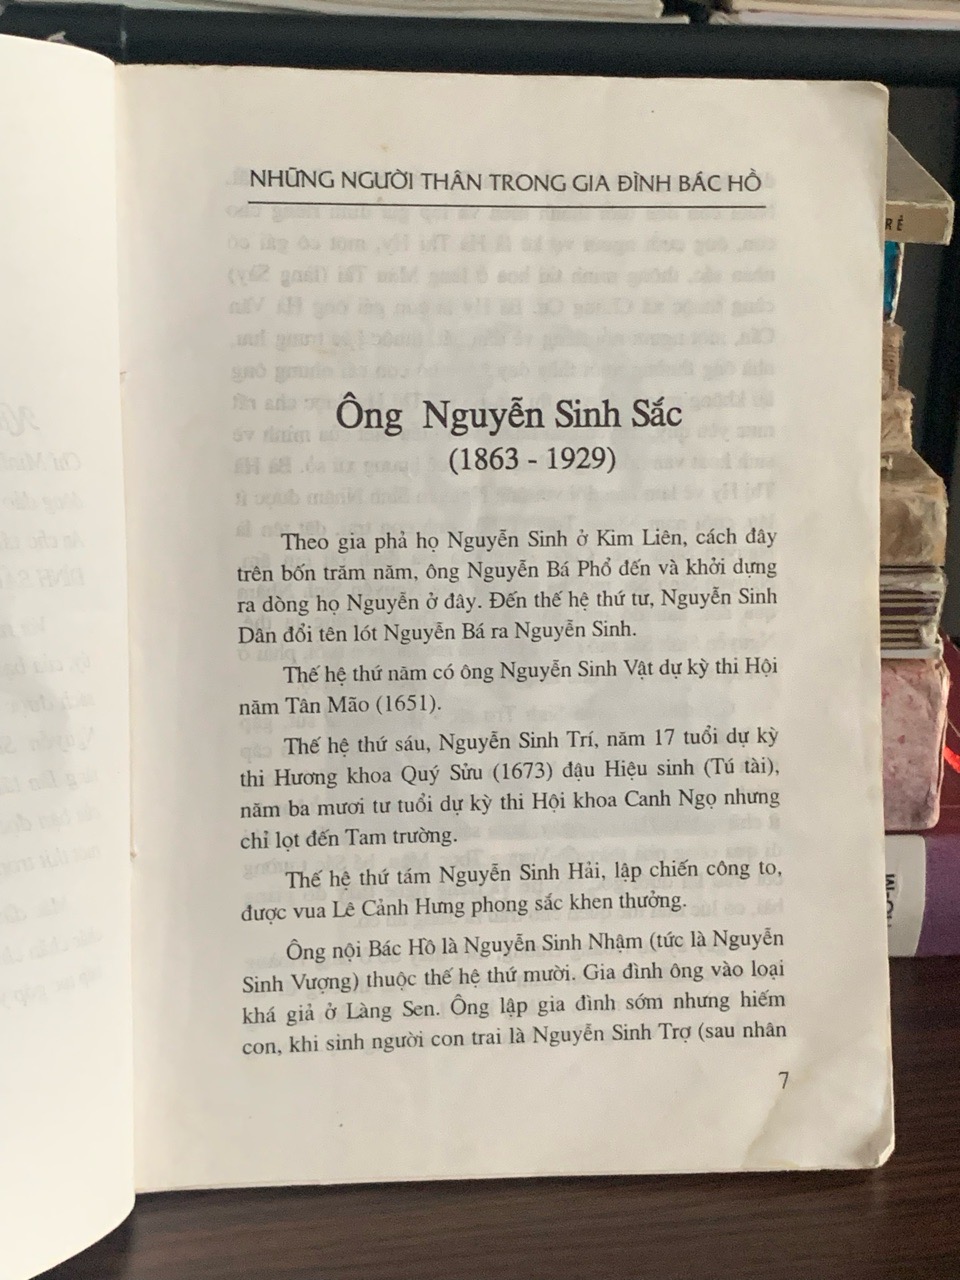 NHỮNG NGƯỜI THÂN TRONG GIA ĐÌNH BÁC HỒ
Ông Nguyễn Sinh Sắc
(1863 - 1929)
Theo gia phả họ Nguyễn Sinh ở Kim Liên, cách đây
trên bốn trăm năm, ông Nguyễn Bá Phổ đến và khởi dựng
ra dòng họ Nguyễn ở đây. Đến thế hệ thứ tư, Nguyễn Sinh
Dân đổi tên lót Nguyễn Bá ra Nguyễn Sinh.
Thế hệ thứ năm có ông Nguyễn Sinh Vật dự kỳ thi Hội
năm Tân Mão (1651).
Thế hệ thứ sáu, Nguyễn Sinh Trí, năm 17 tuổi dự kỳ
thi Hương khoa Quý Sửu (1673) đậu Hiệu sinh (Tú tài),
năm ba mươi tư tuổi dự kỳ thi Hội khoa Canh Ngọ nhưng
chỉ lọt đến Tam trường.
Thế hệ thứ tám Nguyễn Sinh Hải, lập chiến công to,
được vua Lê Cảnh Hưng phong sắc khen thưởng.
Ông nội Bác Hồ là Nguyễn Sinh Nhậm (tức là Nguyễn
Sinh Vượng) thuộc thế hệ thứ mười. Gia đình ông vào loại
khá giả ở Làng Sen. Ông lập gia đình sớm nhưng hiếm
con, khi sinh người con trai là Nguyễn Sinh Trợ (sau nhân
7
RẺ